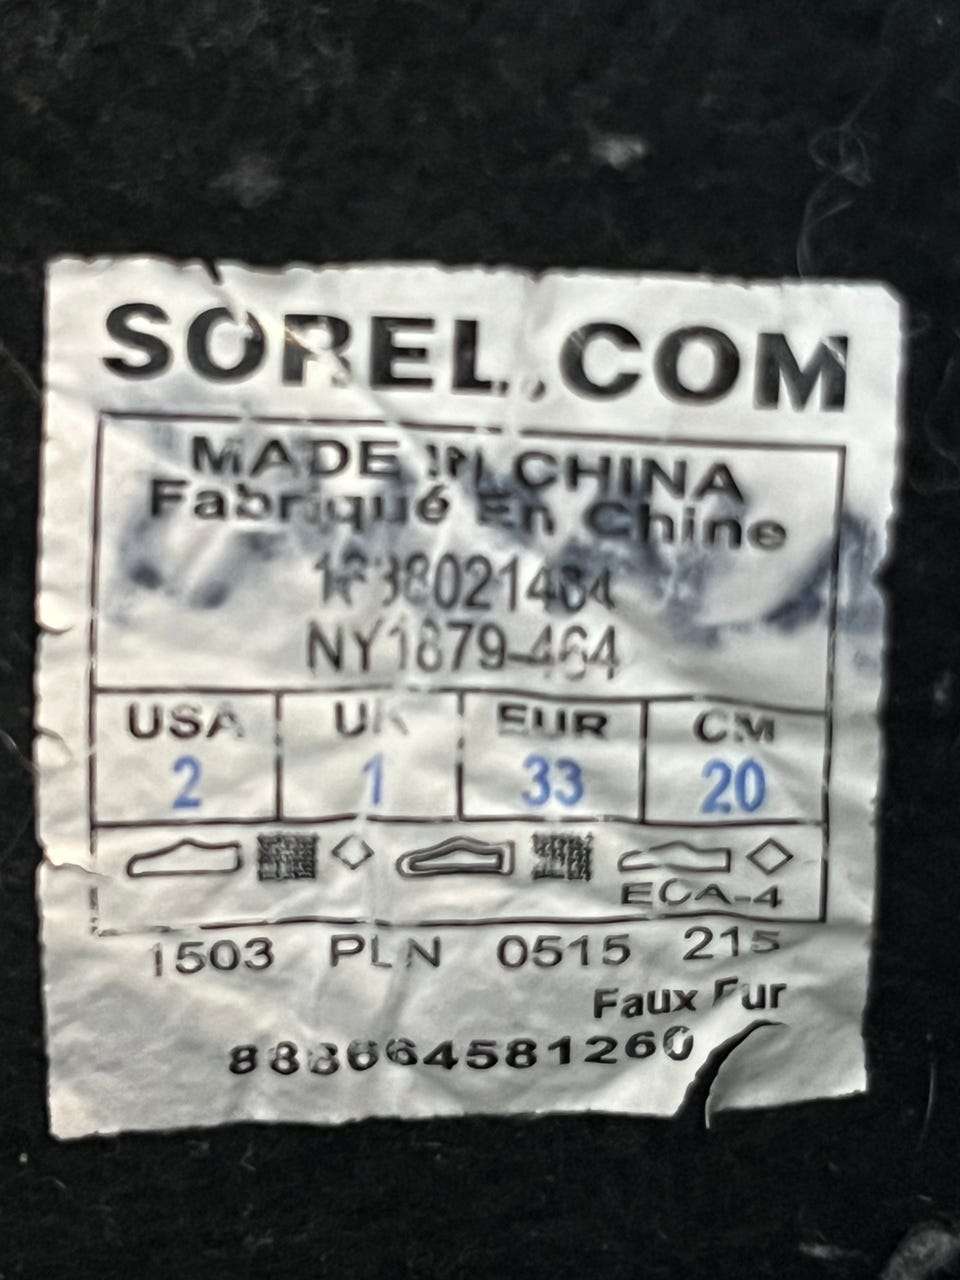 SOREL.COM
MADE IN CHINA
Fabriqué En Chine
1638021464
NY1879-464
USA UK EUR CM
2 1 33 20
ECA-4
1503 PLN 0515 215
Faux Fur
888664581260